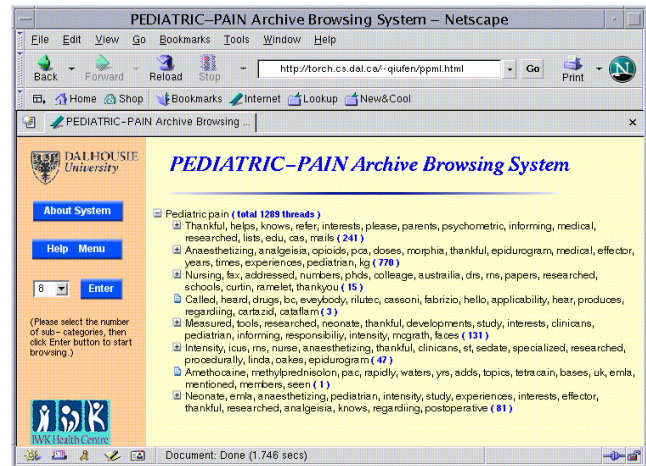 PEDIATRIC-PAIN Archive Browsing System - Netscape
File Edit View Go Bookmarks Tools Window Help
Back Forward Reload Stop http://torch.cs.dal.ca/~qiufen/ppml.html Go Print N
Home Shop Bookmarks Internet Lookup New&Cool
PEDIATRIC-PAIN Archive Browsing ...
DALHOUSIE
University
PEDIATRIC-PAIN Archive Browsing System
About System
Help Menu
8 Enter
(Please select the number
of sub- categories, then
click Enter button to start
browsing.)
IWK Health Centre
Pediatric pain ( total 1289 threads )
Thankful, helps, knows, refer, interests, please, parents, psychometric, informing, medical,
researched, lists, edu, cas, mails ( 241 )
Anaesthetizing, analgeisia, opioids, pca, doses, morphia, thankful, epidurogram, medical, effector,
years, times, experiences, pediatrian, kg ( 770 )
Nursing, fax, addressed, numbers, phds, colleage, austrailia, drs, rns, papers, researched,
schools, curtin, ramelet, thankyou ( 15 )
Called, heard, drugs, bc, eveybody, rilutec, cassoni, fabrizio, hello, applicability, hear, produces,
regardiing, cartazid, cataflam ( 3 )
Measured, tools, researched, neonate, thankful, developments, study, interests, clinicans,
pediatrian, informing, responsibiliy, intensity, mcgrath, faces ( 131 )
Intensity, icus, rns, nurse, anaesthetizing, thankful, clinicans, st, sedate, specialized, researched,
procedurally, linda, oakes, epidurogram ( 47 )
Amethocaine, methylprednisolon, pac, rapidly, waters, yrs, adds, topics, tetracain, bases, uk, emla,
mentioned, members, seen ( 1 )
Neonate, emla, anaesthetizing, pediatrian, intensity, study, experiences, interests, effector,
thankful, researched, analgeisia, knows, regardiing, postoperative ( 81 )
Document: Done (1.746 secs)